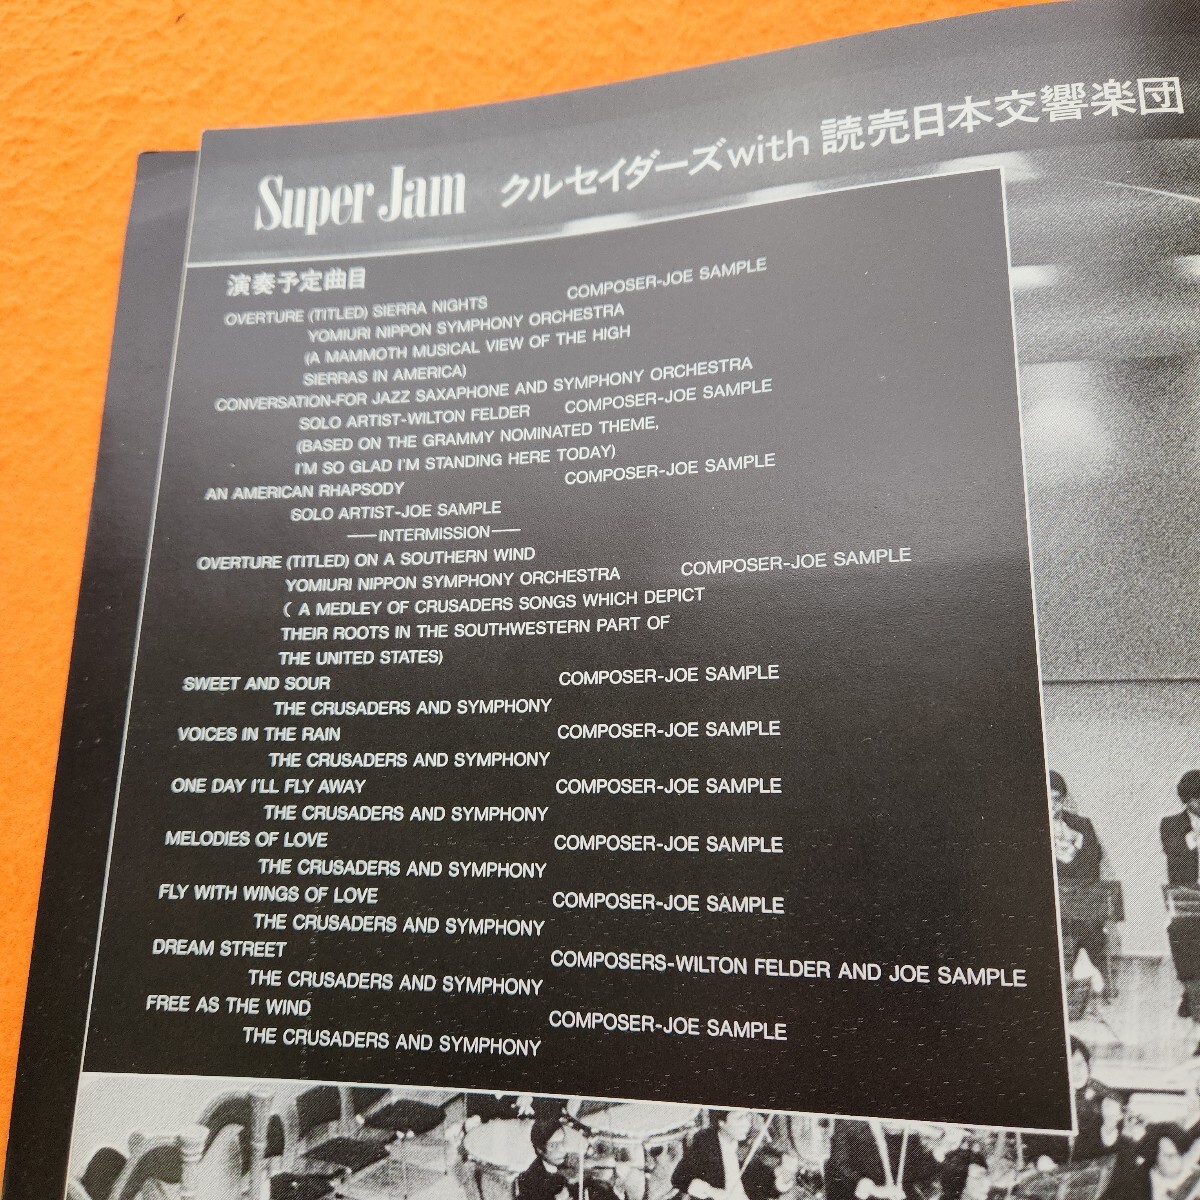 Super Jam クルセイダーズwith 読売日本交響楽団
演奏予定曲目
OVERTURE (TITLED) SIERRA NIGHTS COMPOSER-JOE SAMPLE
YOMIURI NIPPON SYMPHONY ORCHESTRA
(A MAMMOTH MUSICAL VIEW OF THE HIGH
SIERRAS IN AMERICA)
CONVERSATION-FOR JAZZ SAXAPHONE AND SYMPHONY ORCHESTRA
SOLO ARTIST-WILTON FELDER COMPOSER-JOE SAMPLE
(BASED ON THE GRAMMY NOMINATED THEME,
I'M SO GLAD I'M STANDING HERE TODAY)
AN AMERICAN RHAPSODY COMPOSER-JOE SAMPLE
SOLO ARTIST-JOE SAMPLE
—INTERMISSION—
OVERTURE (TITLED) ON A SOUTHERN WIND
YOMIURI NIPPON SYMPHONY ORCHESTRA COMPOSER-JOE SAMPLE
( A MEDLEY OF CRUSADERS SONGS WHICH DEPICT
THEIR ROOTS IN THE SOUTHWESTERN PART OF
THE UNITED STATES)
SWEET AND SOUR COMPOSER-JOE SAMPLE
THE CRUSADERS AND SYMPHONY
VOICES IN THE RAIN COMPOSER-JOE SAMPLE
THE CRUSADERS AND SYMPHONY
ONE DAY I'LL FLY AWAY COMPOSER-JOE SAMPLE
THE CRUSADERS AND SYMPHONY
MELODIES OF LOVE COMPOSER-JOE SAMPLE
THE CRUSADERS AND SYMPHONY
FLY WITH WINGS OF LOVE COMPOSER-JOE SAMPLE
THE CRUSADERS AND SYMPHONY
DREAM STREET COMPOSERS-WILTON FELDER AND JOE SAMPLE
THE CRUSADERS AND SYMPHONY
FREE AS THE WIND COMPOSER-JOE SAMPLE
THE CRUSADERS AND SYMPHONY